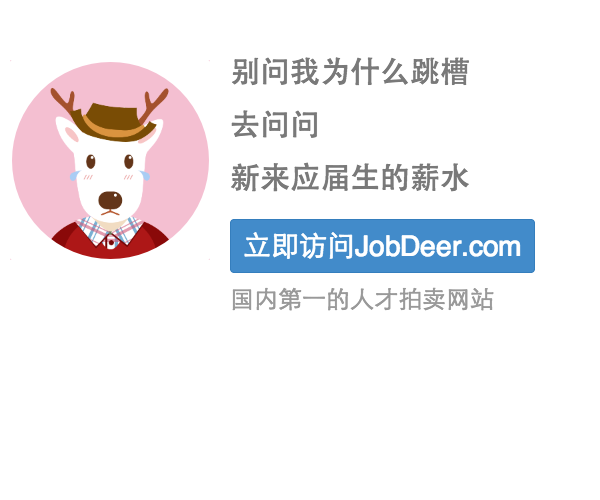 别问我为什么跳槽
去问问
新来应届生的薪水
立即访问JobDeer.com
国内第一的人才拍卖网站
D